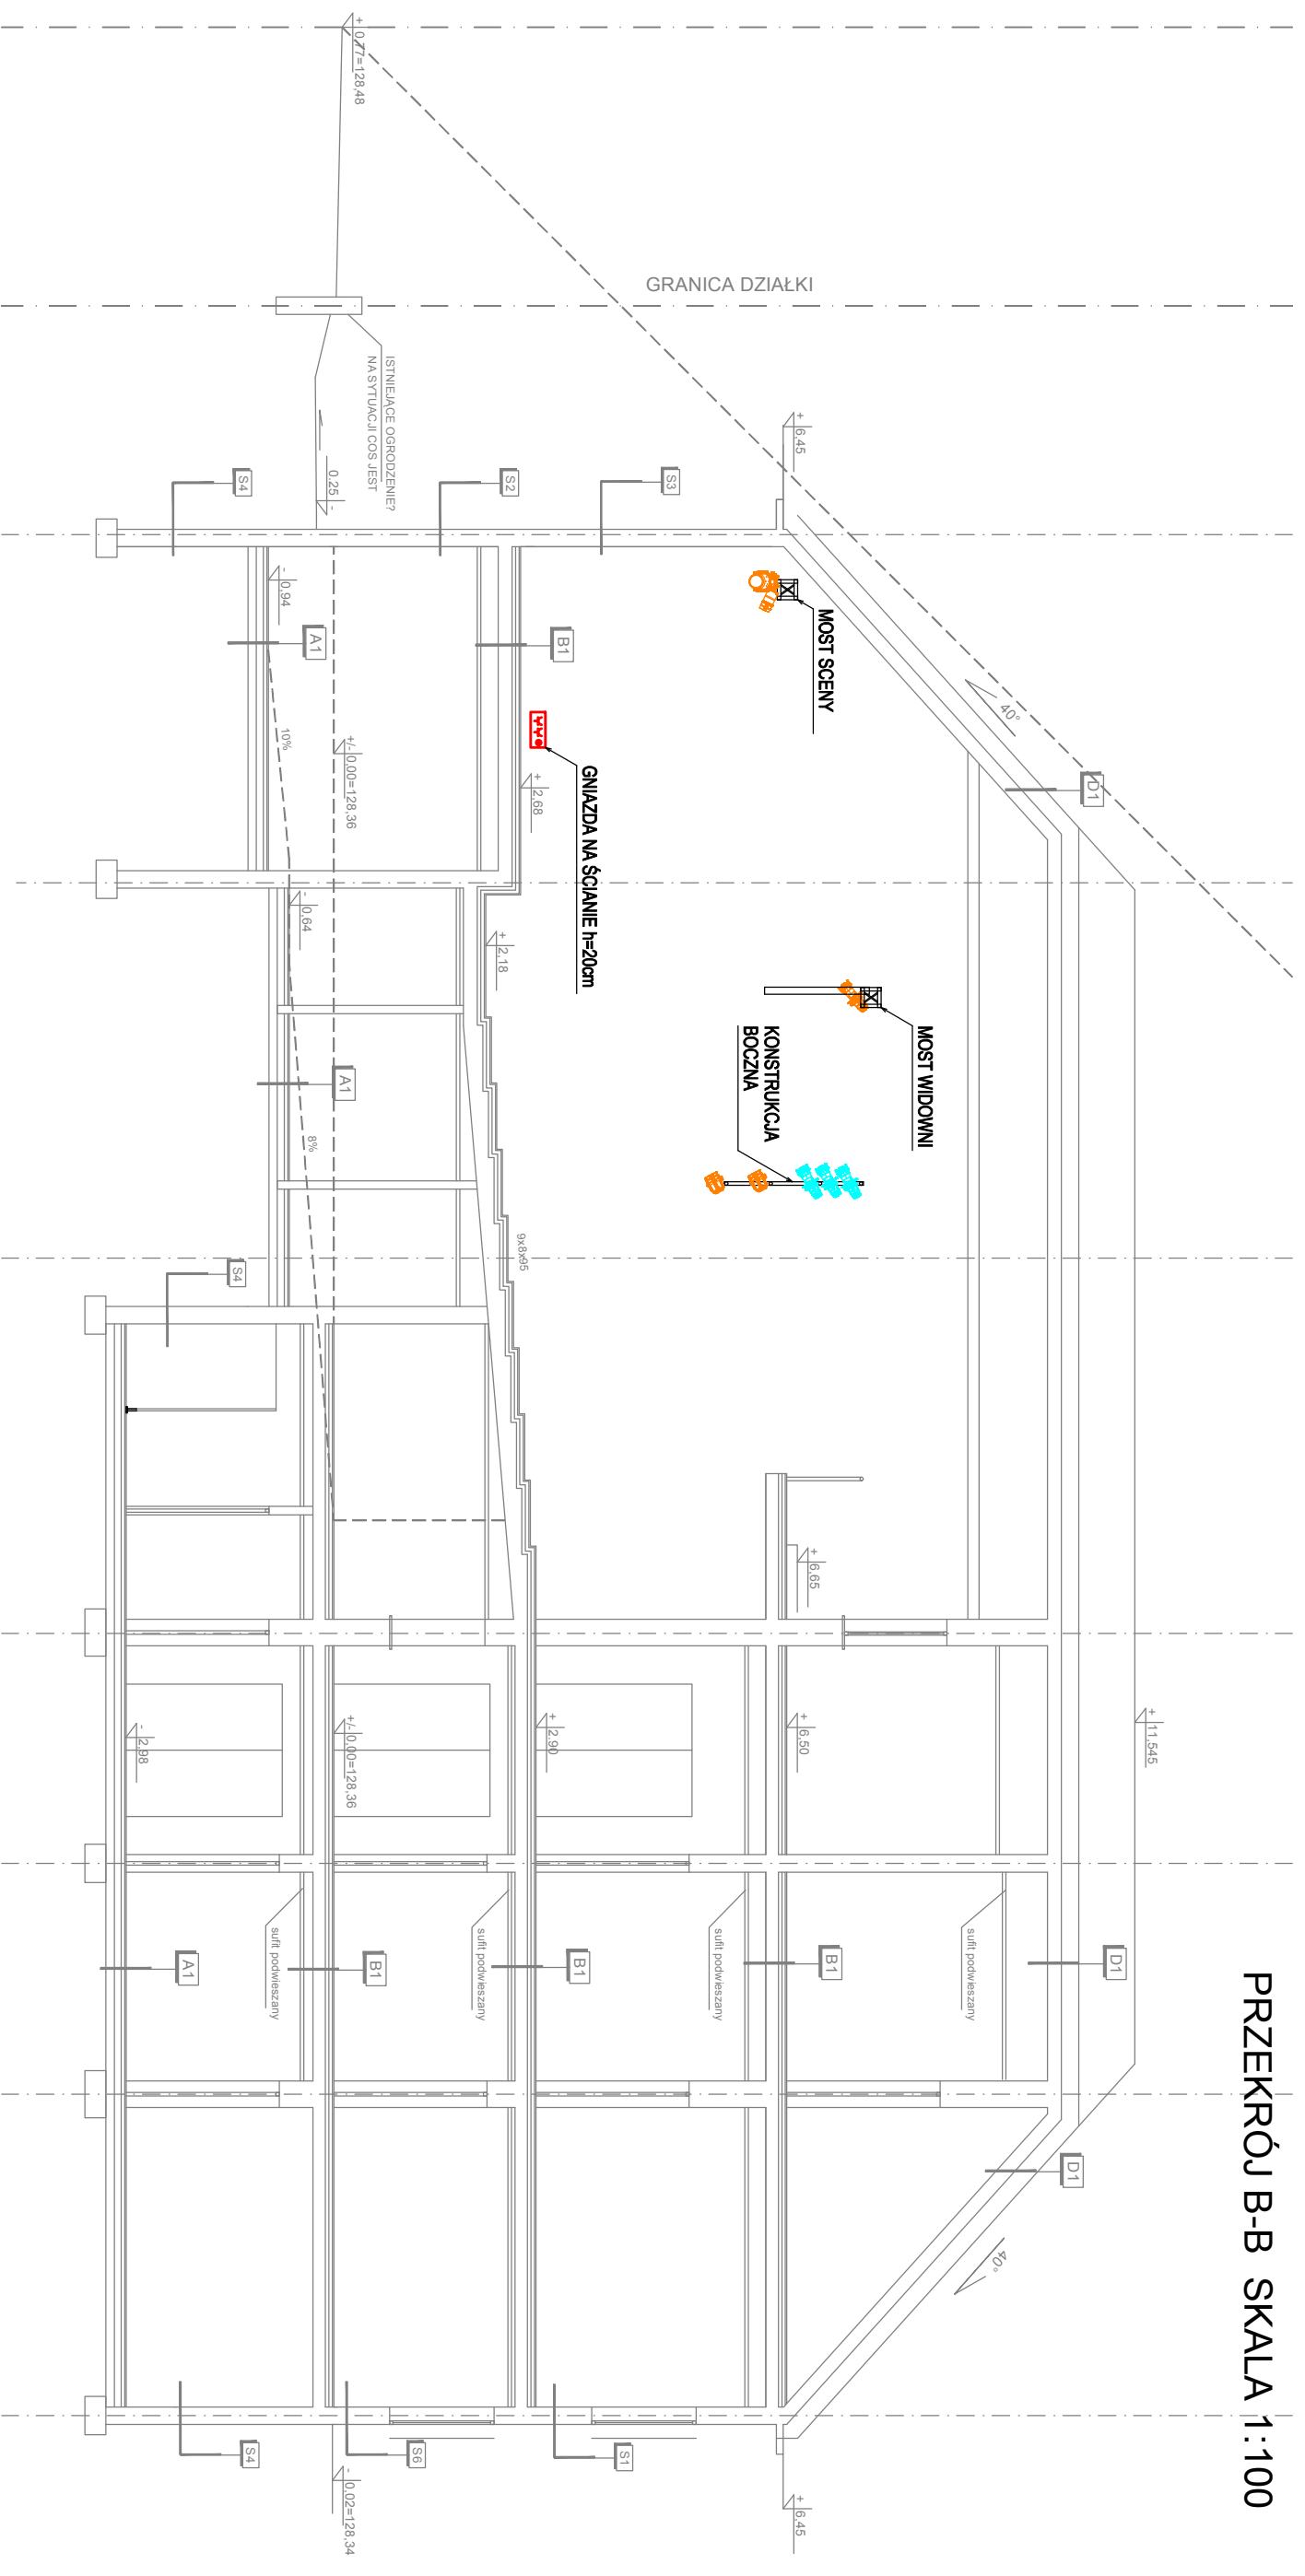 PRZEKRÓJ B-B SKALA 1:100
GRANICA DZIAŁKI
+ 0.77=128,48
ISTNIEJĄCE OGRODZENIE?
NA SYTUACJI COS JEST
0.25 -
+ 6,45
S4
S2
S3
MOST SCENY
40°
D1
- 0,94
A1
B1
10%
+/- 0,00=128,36
+ 2,68
GNIAZDA NA ŚCIANIE h=20cm
- 0,64
+ 2,18
MOST WIDOWNI
KONSTRUKCJA
BOCZNA
A1
8%
9x8x95
S4
+ 6,65
- 2,98
+/- 0,00=128,36
+ 2,90
+ 6,50
+ 11,545
sufit podwieszany
sufit podwieszany
sufit podwieszany
sufit podwieszany
A1
B1
B1
B1
D1
D1
40°
S4
S6
S1
- 0,02=128,34
+ 6,45